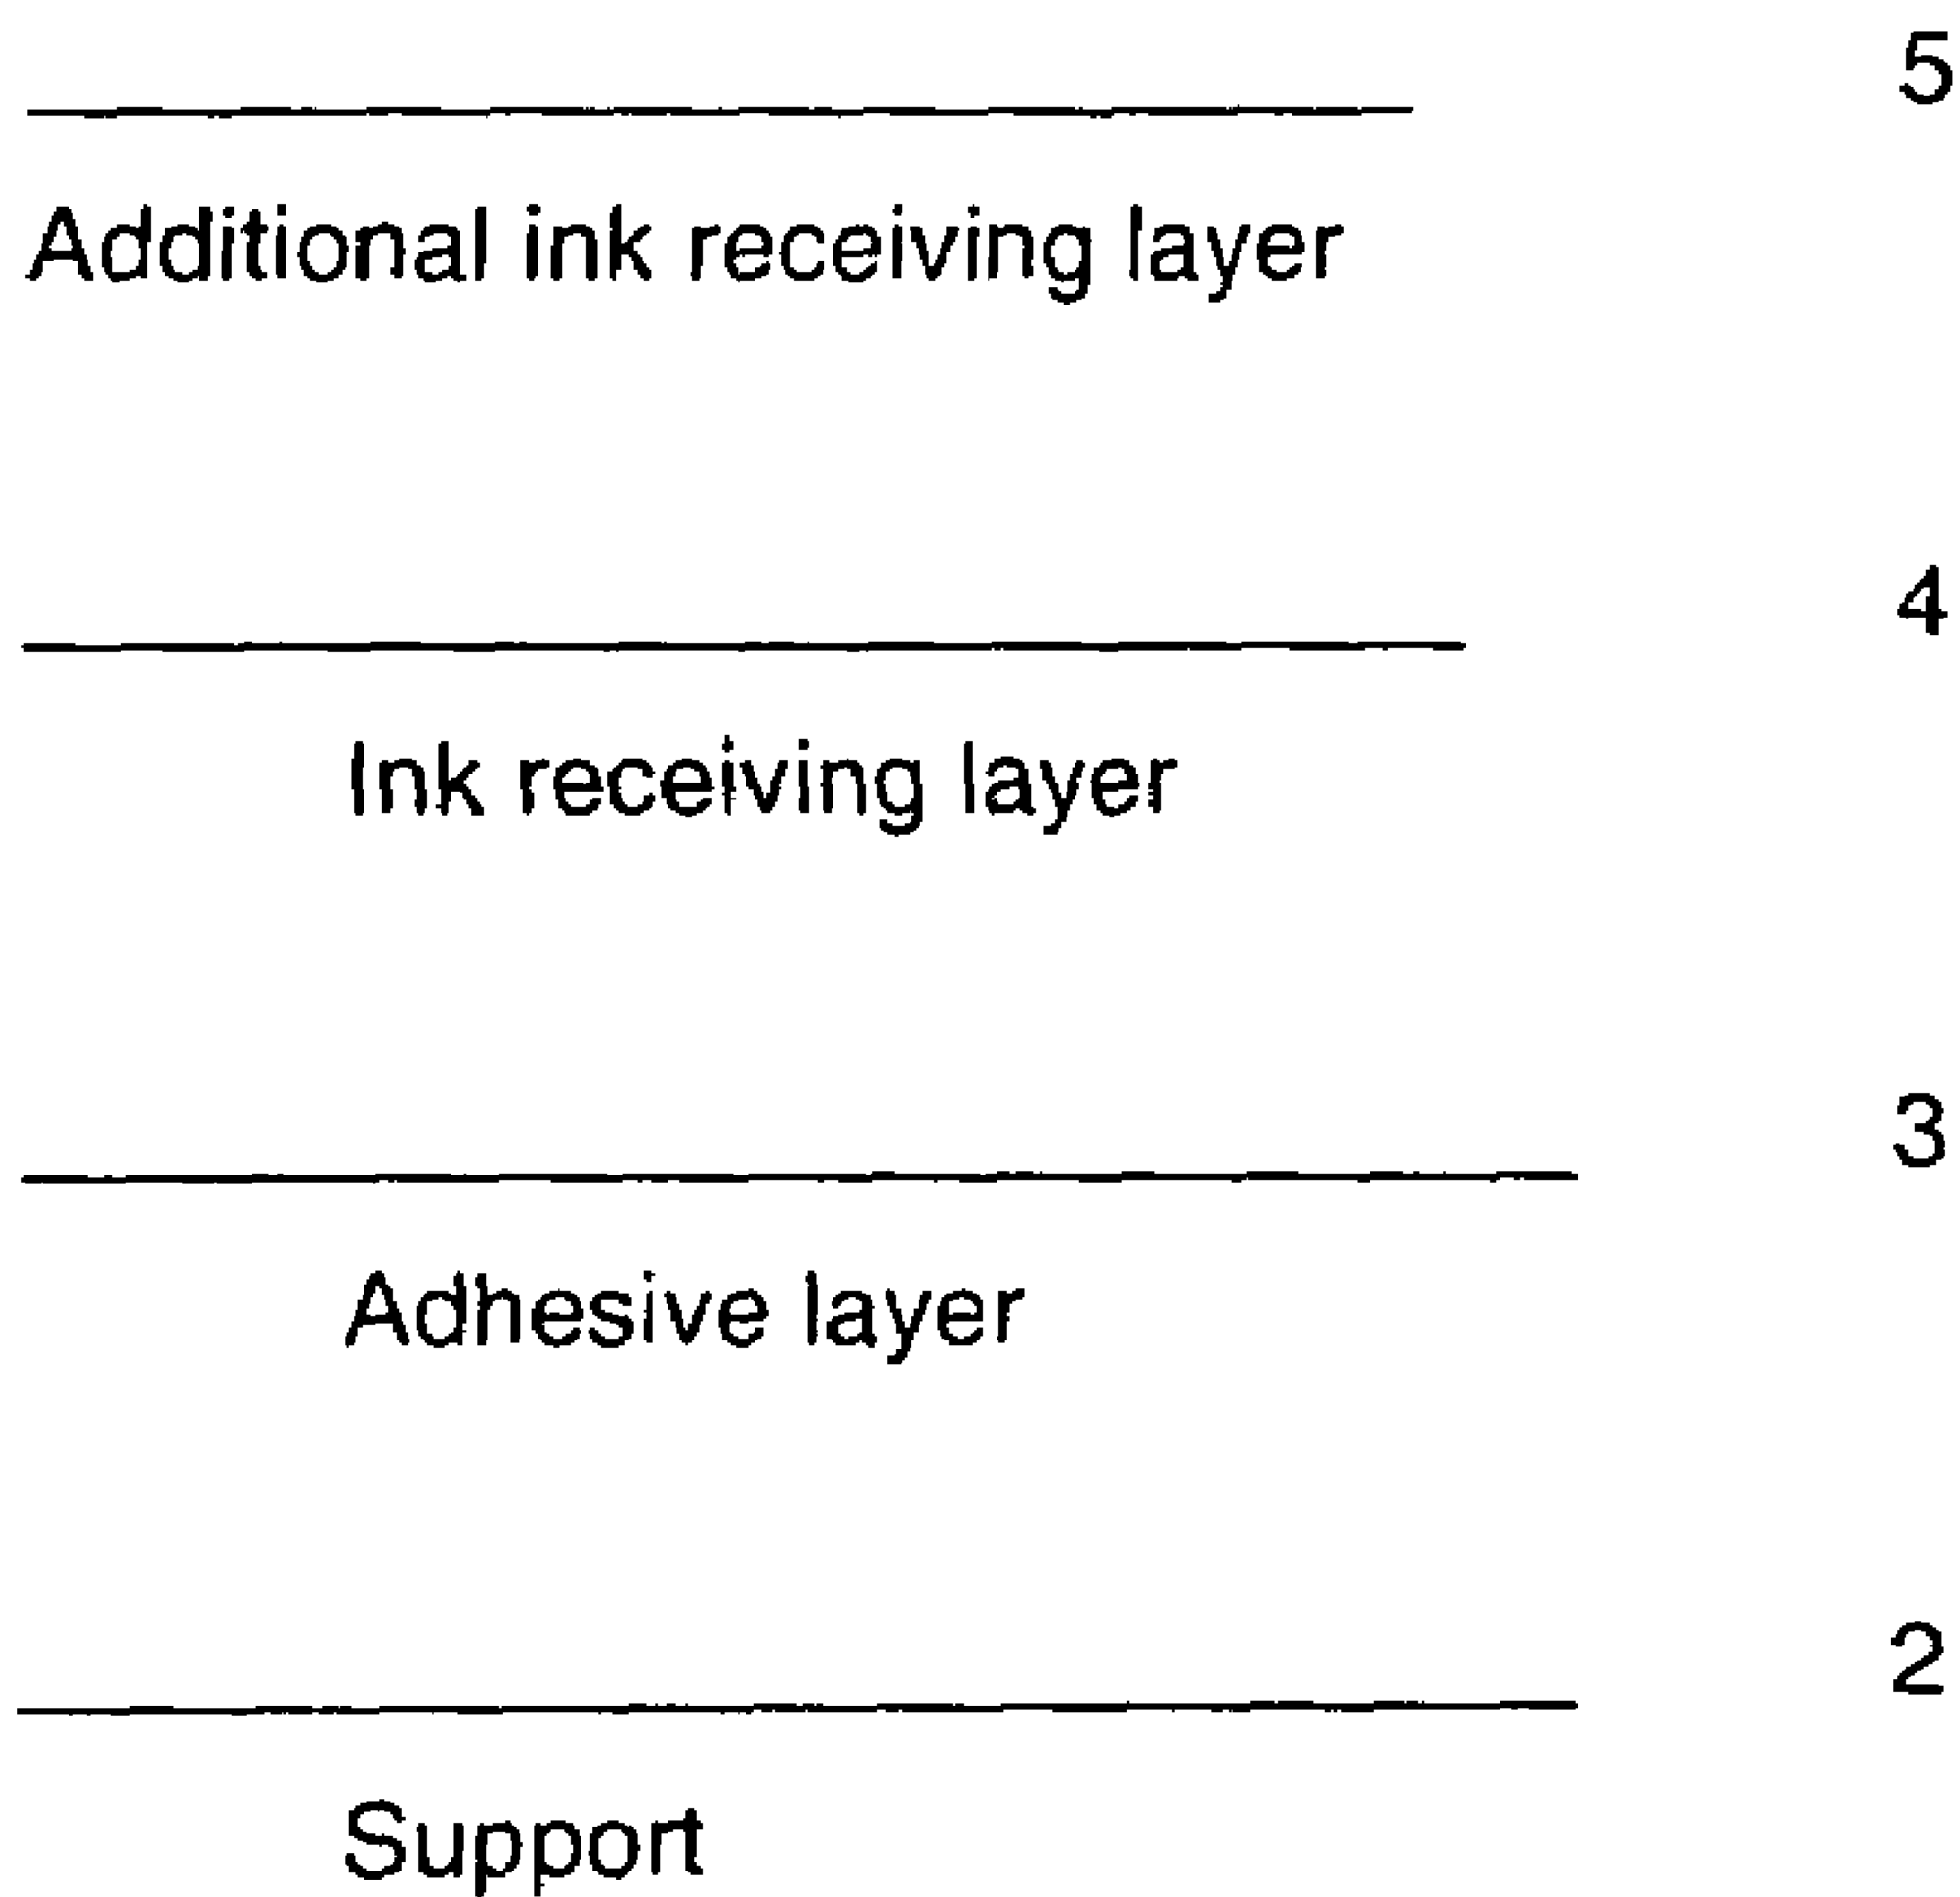 5
Additional ink receiving layer
4
Ink receiving layer
3
Adhesive layer
2
Support